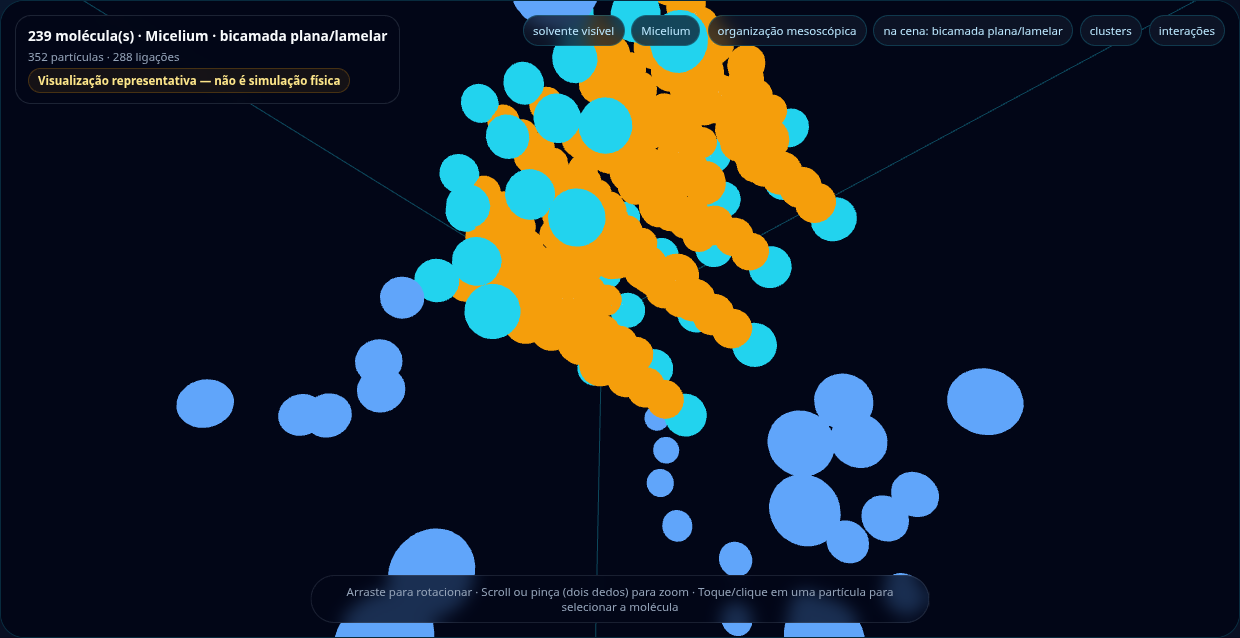 239 molécula(s) · Micelium · bicamada plana/lamelar
352 partículas · 288 ligações
Visualização representativa — não é simulação física
solvente visível
Micelium
organização mesoscópica
na cena: bicamada plana/lamelar
clusters
interações
Arraste para rotacionar · Scroll ou pinça (dois dedos) para zoom · Toque/clique em uma partícula para
selecionar a molécula